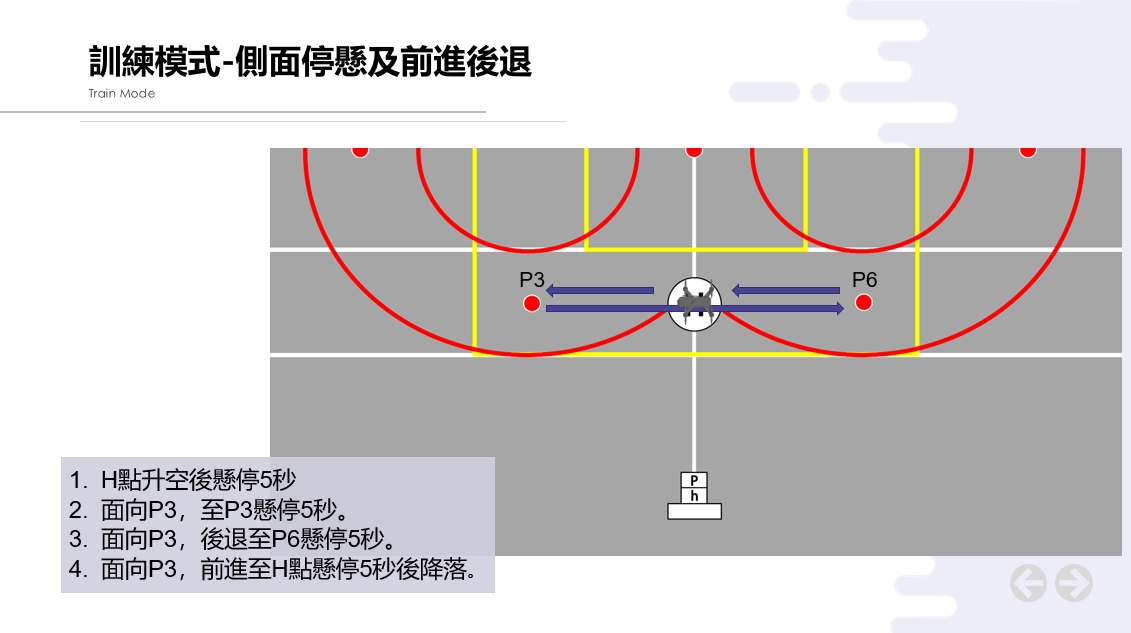 訓練模式-側面停懸及前進後退
Train Mode
P3
P6
P
h
1. H點升空後懸停5秒
2. 面向P3，至P3懸停5秒。
3. 面向P3，後退至P6懸停5秒。
4. 面向P3，前進至H點懸停5秒後降落。